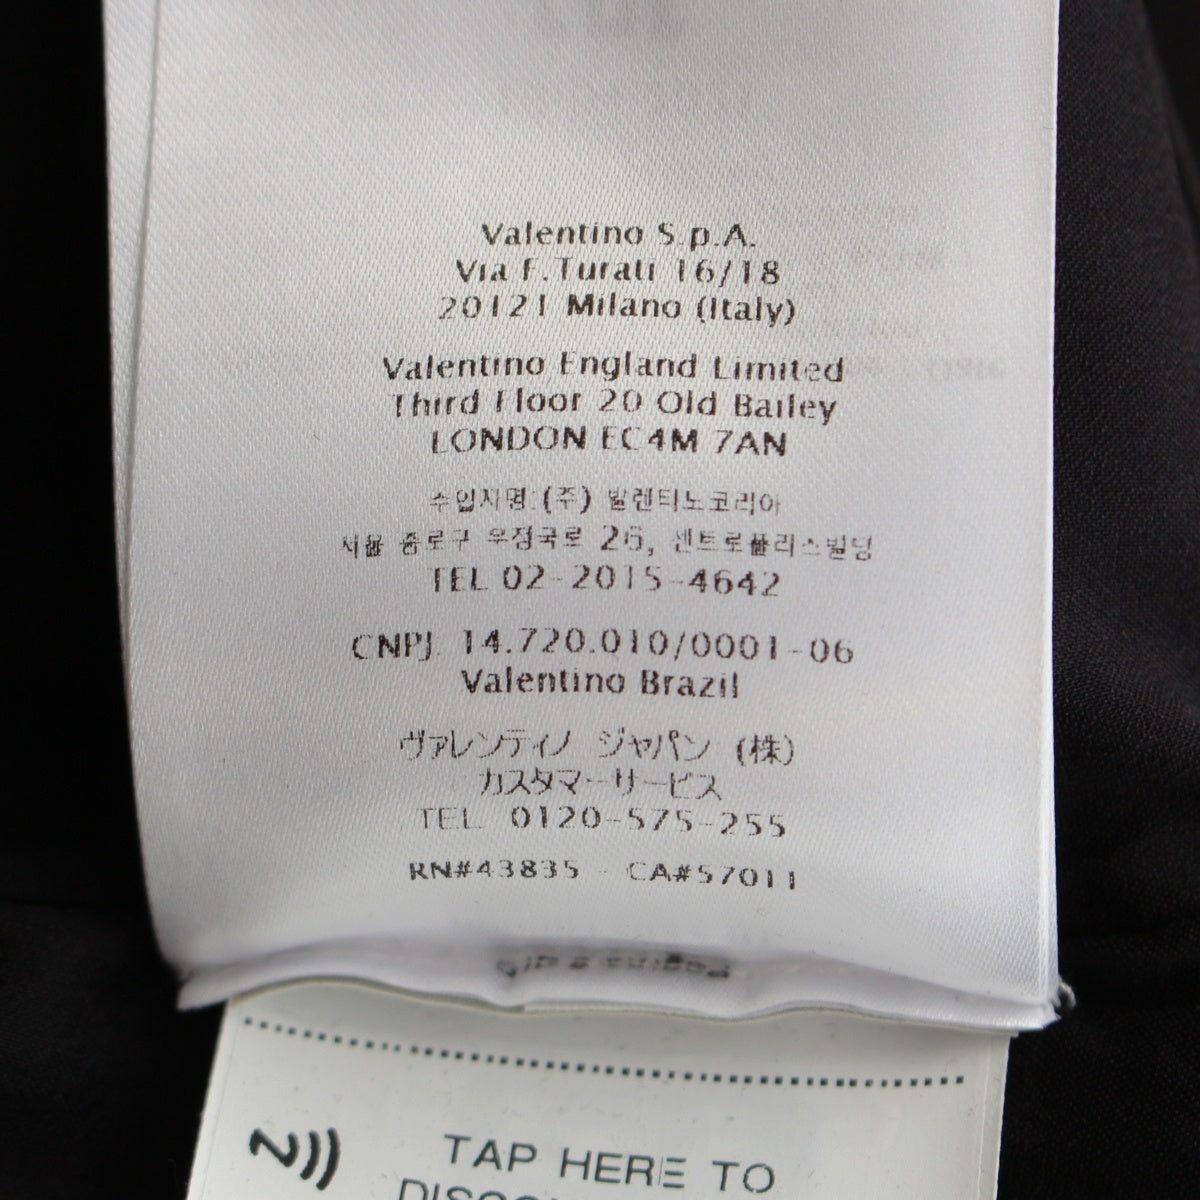 Valentino S.p.A.
Via F. Turati 16/18
20121 Milano (Italy)
Valentino England Limited
Third Floor 20 Old Bailey
LONDON EC4M 7AN
수입자명:(주) 발렌티노코리아
서울 종로구 우정국로 26, 센트로폴리스빌딩
TEL 02-2015-4642
CNPJ. 14.720.010/0001-06
Valentino Brazil
ヴァレンティノ ジャパン (株)
カスタマーサービス
TEL. 0120-575-255
RN#43835 - CA#57011
TAP HERE TO